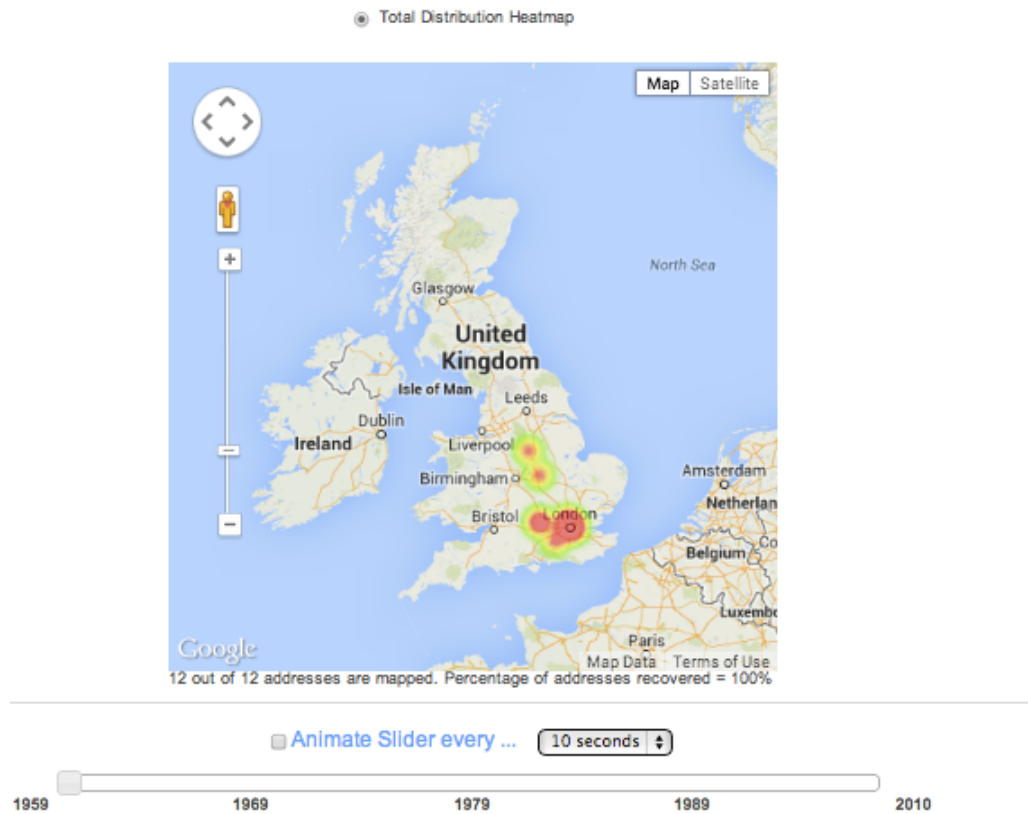 Total Distribution Heatmap
Map Satellite
North Sea
Glasgow
United
Kingdom
Isle of Man
Leeds
Dublin
Ireland
Liverpool
Birmingham
Amsterdam
Netherlan
Bristol
London
Belgium
Co
Luxembo
Paris
Google
Map Data Terms of Use
12 out of 12 addresses are mapped. Percentage of addresses recovered = 100%
Animate Slider every ... 10 seconds
1959 1969 1979 1989 2010